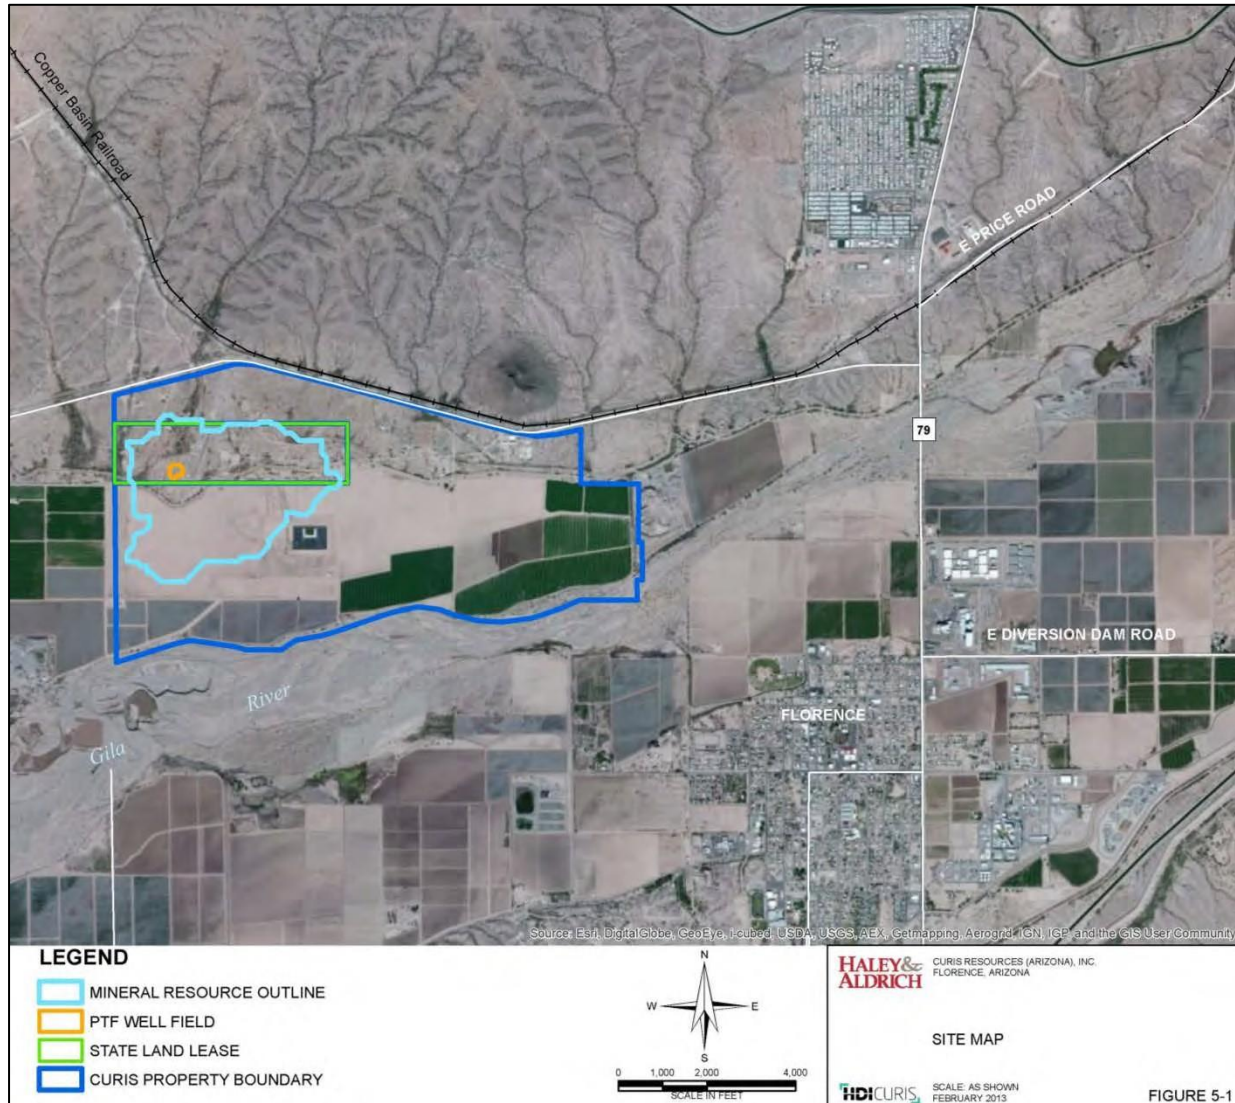 Copper Basin Railroad
E PRICE ROAD
79
E DIVERSION DAM ROAD
FLORENCE
River
Gila
Source: Esri, DigitalGlobe, GeoEye, i-cubed, USDA, USGS, AEX, Getmapping, Aerogrid, IGN, IGP, and the GIS User Community
LEGEND
MINERAL RESOURCE OUTLINE
PTF WELL FIELD
STATE LAND LEASE
CURIS PROPERTY BOUNDARY
N
W
E
S
0 1,000 2,000 4,000
SCALE IN FEET
HALEY&
ALDRICH
CURIS RESOURCES (ARIZONA), INC.
FLORENCE, ARIZONA
SITE MAP
HDI CURIS
SCALE: AS SHOWN
FEBRUARY 2013
FIGURE 5-1